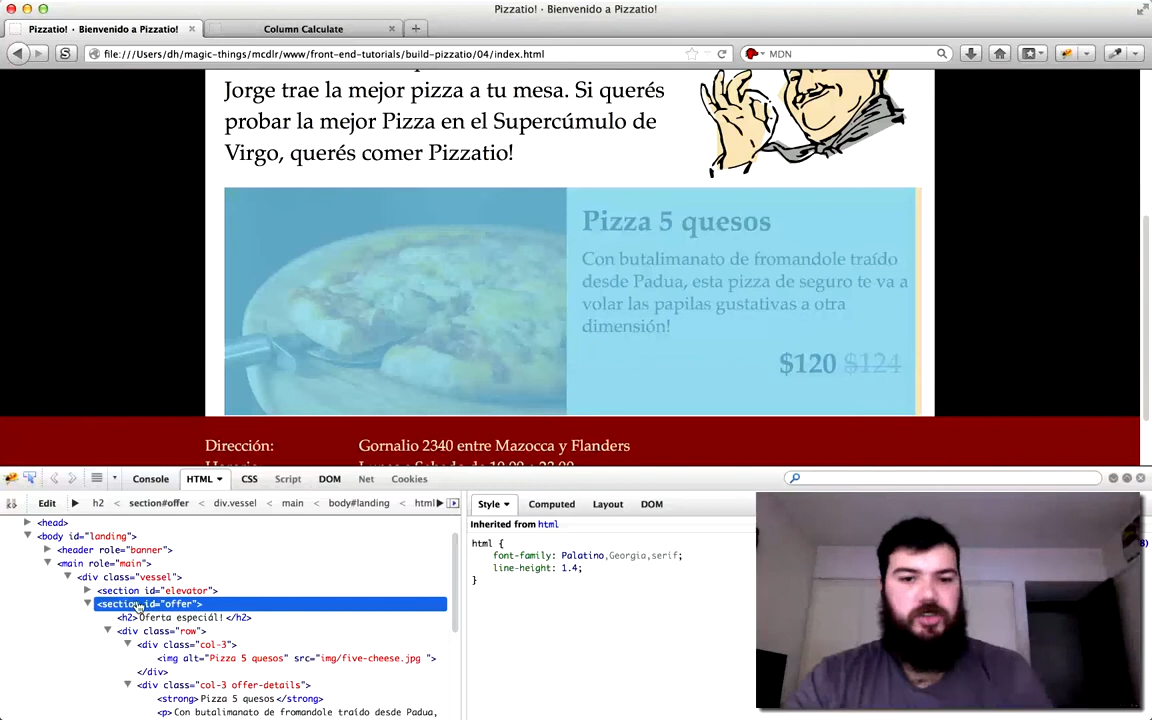 Pizzatio! · Bienvenido a Pizzatio!
Pizzatio! · Bienvenido a Pizzatio!
Column Calculate
file:///Users/dh/magic-things/mcdlr/www/front-end-tutorials/build-pizzatio/04/index.html
MDN
Jorge trae la mejor pizza a tu mesa. Si querés
probar la mejor Pizza en el Supercúmulo de
Virgo, querés comer Pizzatio!
Pizza 5 quesos
Con butalimanato de fromandole traído
desde Padua, esta pizza de seguro te va a
volar las papilas gustativas a otra
dimensión!
$120 $124
Dirección: Gornalio 2340 entre Mazocca y Flanders
Console HTML CSS Script DOM Net Cookies
Edit h2 < section#offer < div.vessel < main < body#landing < html
Style Computed Layout DOM
<head>
<body id="landing">
<header role="banner">
<main role="main">
<div class="vessel">
<section id="elevator">
<section id="offer">
<h2>Oferta especiál!</h2>
<div class="row">
<div class="col-3">
<img alt="Pizza 5 quesos" src="img/five-cheese.jpg ">
</div>
<div class="col-3 offer-details">
<strong>Pizza 5 quesos</strong>
<p>Con butalimanato de fromandole traído desde Padua,
Inherited from html
html {
font-family: Palatino,Georgia,serif;
line-height: 1.4;
}